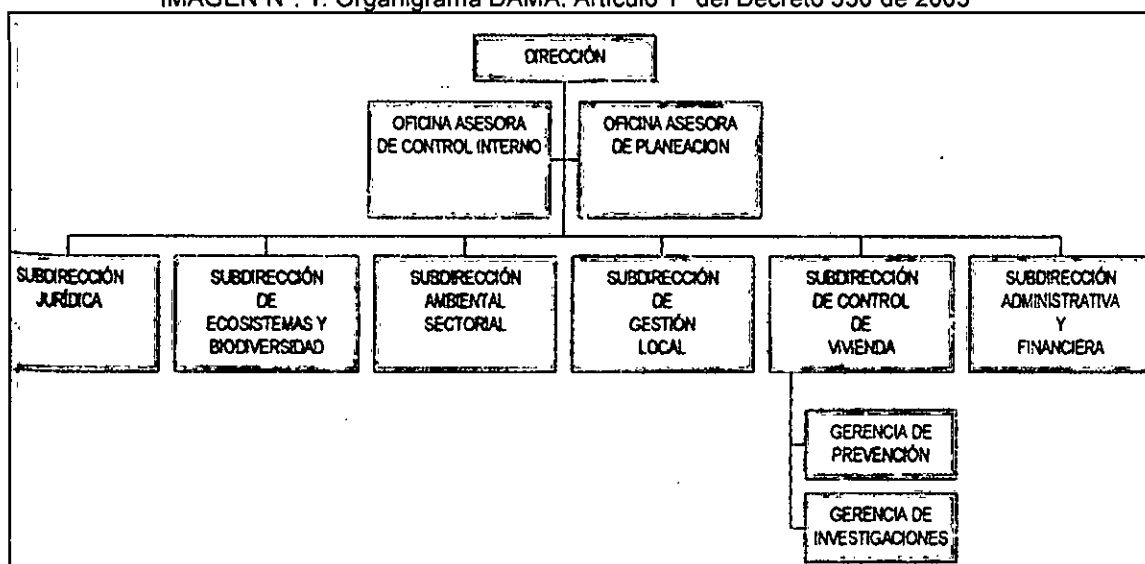 IMAGEN N°. 1. Organigrama DAMA. Artículo 1° del Decreto 330 de 2003
DIRECCIÓN
OFICINA ASESORA
DE CONTROL INTERNO
OFICINA ASESORA
DE PLANEACION
SUBDIRECCIÓN
JURÍDICA
SUBDIRECCIÓN
DE
ECOSISTEMAS Y
BIODIVERSIDAD
SUBDIRECCIÓN
AMBIENTAL
SECTORIAL
SUBDIRECCIÓN
DE
GESTIÓN
LOCAL
SUBDIRECCIÓN
DE CONTROL
DE
VIVIENDA
SUBDIRECCIÓN
ADMINISTRATIVA
Y
FINANCIERA
GERENCIA DE
PREVENCIÓN
GERENCIA DE
INVESTIGACIONES